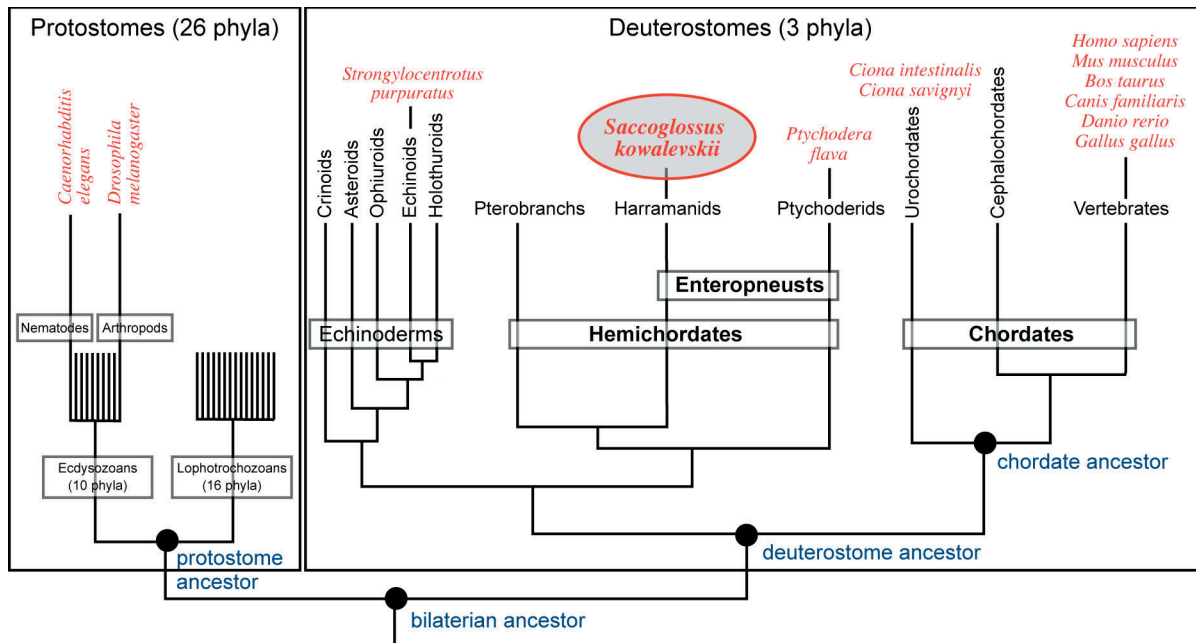 Protostomes (26 phyla)
Deuterostomes (3 phyla)
Caenorhabditis
elegans
Drosophila
melanogaster
Strongylocentrotus
purpuratus
Saccoglossus
kowalevskii
Ptychodera
flava
Ciona intestinalis
Ciona savignyi
Homo sapiens
Mus musculus
Bos taurus
Canis familiaris
Danio rerio
Gallus gallus
Crinoids
Asteroids
Ophiuroids
Echinoids
Holothuroids
Pterobranchs
Harramanids
Ptychoderids
Urochordates
Cephalochordates
Vertebrates
Enteropneusts
Nematodes
Arthropods
Echinoderms
Hemichordates
Chordates
Ecdysozoans
(10 phyla)
Lophotrochozoans
(16 phyla)
chordate ancestor
protostome
ancestor
deuterostome ancestor
bilaterian ancestor